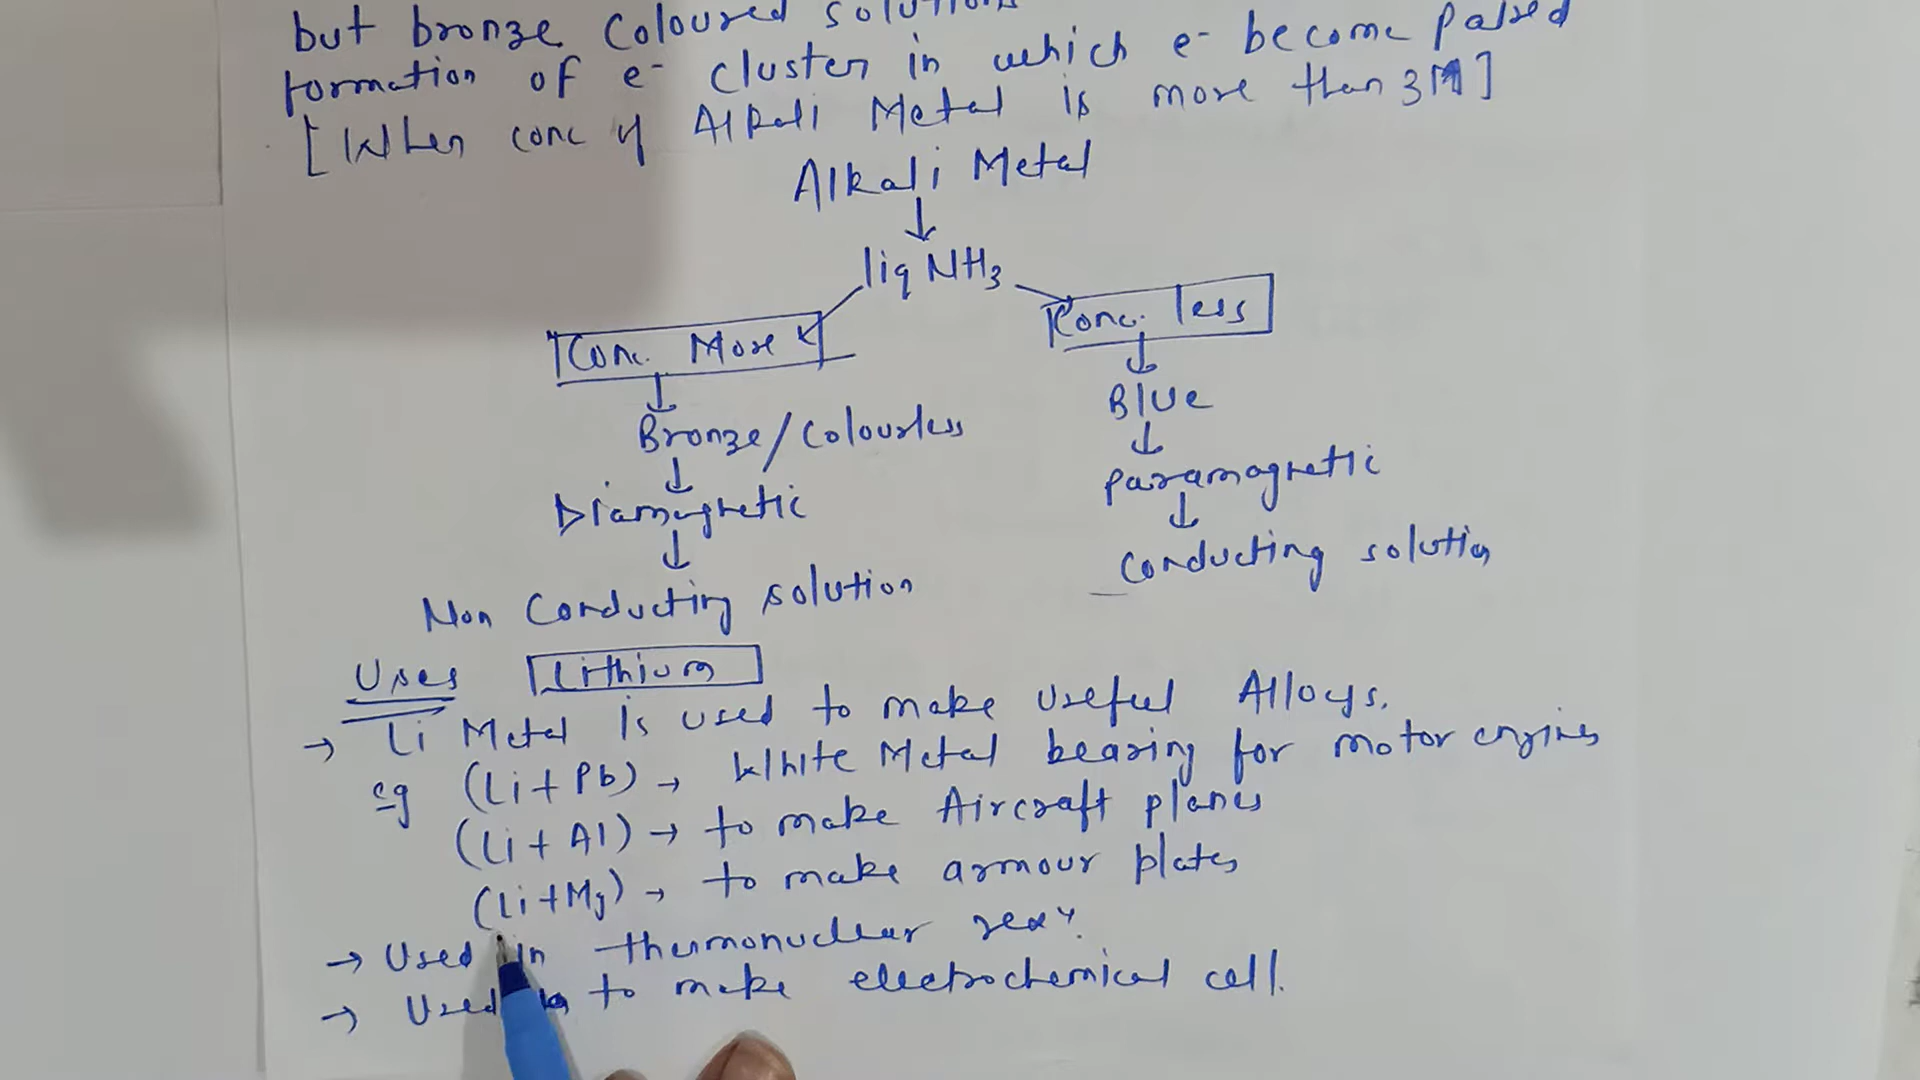 but bronze coloured solutions
formation of e- cluster in which e- become paired
[When conc of Alkali Metal is more than 3M]
Alkali Metal
↓
liq NH3
Conc. More
Conc. less
↓
↓
Bronze/Colourless
Blue
↓
↓
Diamagnetic
paramagnetic
↓
↓
Non Conducting solution
conducting solution
Uses Lithium
→ Li Metal is used to make useful Alloys.
eg (Li+Pb) → White Metal bearing for motor engines
(Li+Al) → to make Aircraft planes
(Li+Mg) → to make armour plates
→ Used in thermonuclear
→ Used to make electrochemical cell.